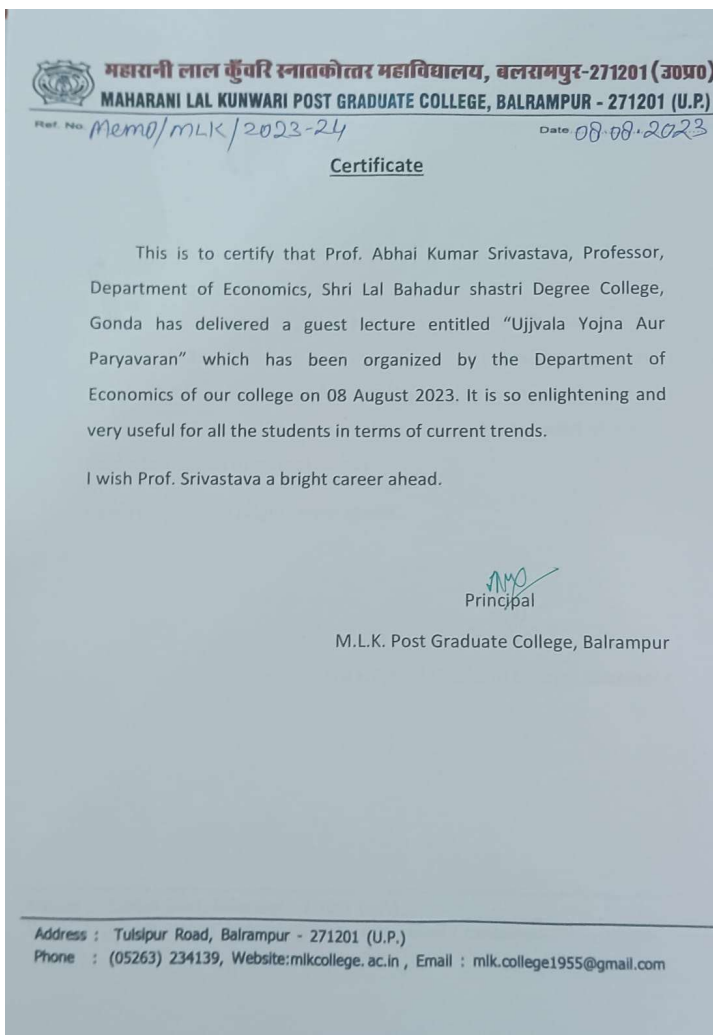 महारानी लाल कुँवरि स्नातकोत्तर महाविद्यालय, बलरामपुर-271201 (उ०प्र०)
MAHARANI LAL KUNWARI POST GRADUATE COLLEGE, BALRAMPUR - 271201 (U.P.)
Ref. No. Memo/MLK/2023-24 Date 08.08.2023
Certificate
This is to certify that Prof. Abhai Kumar Srivastava, Professor,
Department of Economics, Shri Lal Bahadur shastri Degree College,
Gonda has delivered a guest lecture entitled “Ujjvala Yojna Aur
Paryavaran” which has been organized by the Department of
Economics of our college on 08 August 2023. It is so enlightening and
very useful for all the students in terms of current trends.
I wish Prof. Srivastava a bright career ahead.
Principal
M.L.K. Post Graduate College, Balrampur
Address : Tulsipur Road, Balrampur - 271201 (U.P.)
Phone : (05263) 234139, Website:mlkcollege. ac.in , Email : mlk.college1955@gmail.com